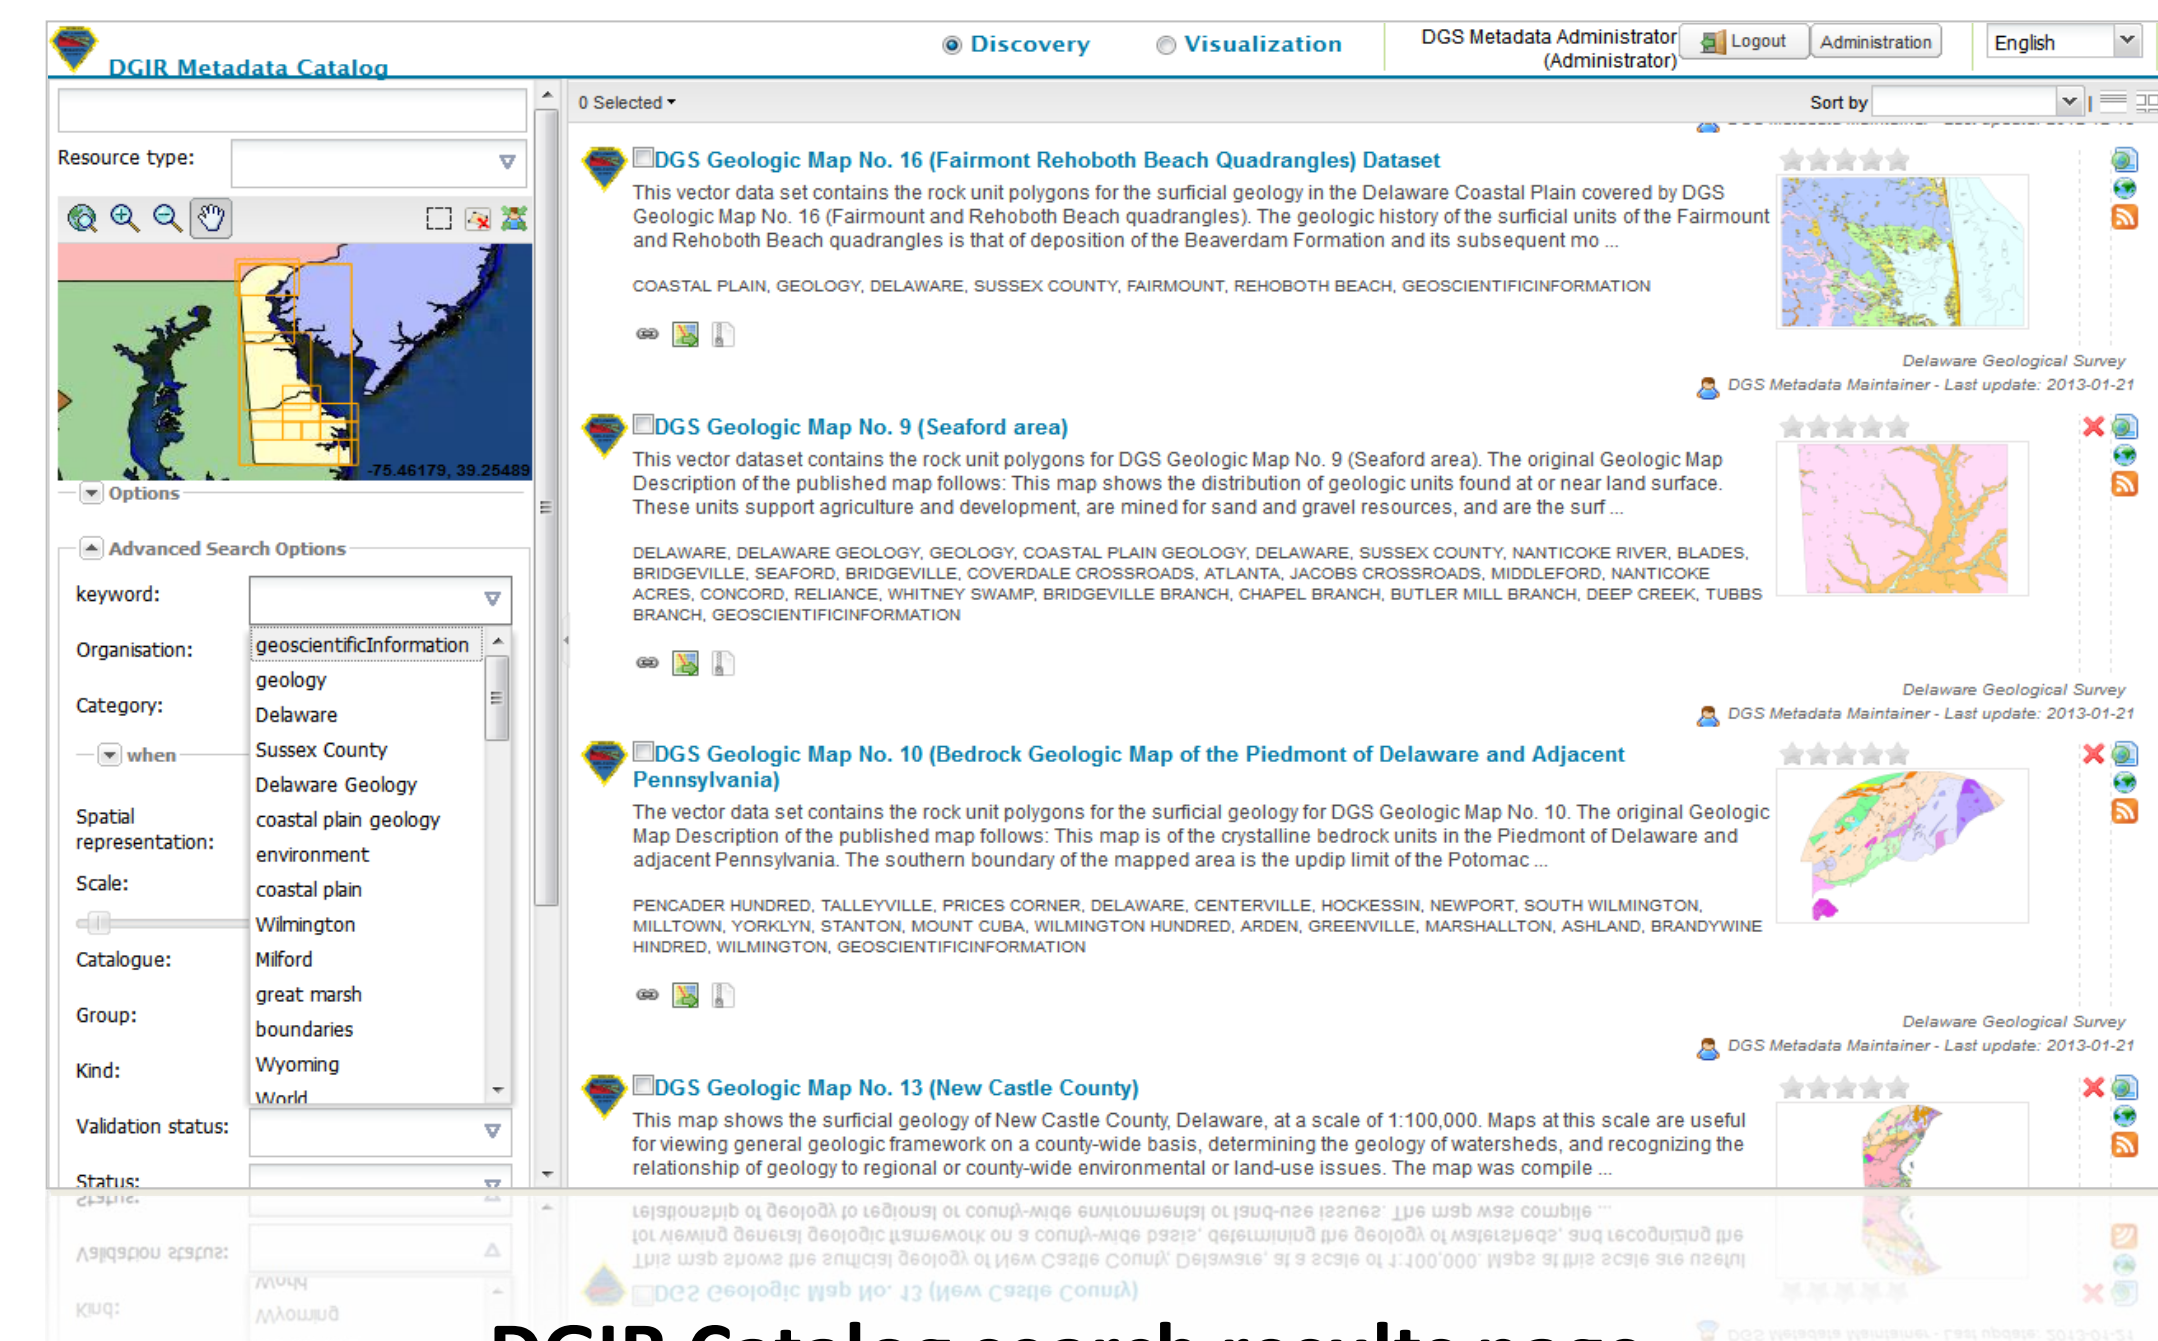 DGIR Metadata Catalog
Discovery
Visualization
DGS Metadata Administrator
(Administrator)
Logout
Administration
English
Resource type:
-75.46179, 39.25489
Options
Advanced Search Options
keyword:
geoscientificInformation
geology
Delaware
Sussex County
Delaware Geology
coastal plain geology
environment
coastal plain
Wilmington
Milford
great marsh
boundaries
Wyoming
World
Organisation:
Category:
when
Spatial
representation:
Scale:
Catalogue:
Group:
Kind:
Validation status:
Status:
0 Selected
Sort by
DGS Geologic Map No. 16 (Fairmont Rehoboth Beach Quadrangles) Dataset
This vector data set contains the rock unit polygons for the surficial geology in the Delaware Coastal Plain covered by DGS
Geologic Map No. 16 (Fairmount and Rehoboth Beach quadrangles). The geologic history of the surficial units of the Fairmount
and Rehoboth Beach quadrangles is that of deposition of the Beaverdam Formation and its subsequent mo ...
COASTAL PLAIN, GEOLOGY, DELAWARE, SUSSEX COUNTY, FAIRMOUNT, REHOBOTH BEACH, GEOSCIENTIFICINFORMATION
Delaware Geological Survey
DGS Metadata Maintainer - Last update: 2013-01-21
DGS Geologic Map No. 9 (Seaford area)
This vector dataset contains the rock unit polygons for DGS Geologic Map No. 9 (Seaford area). The original Geologic Map
Description of the published map follows: This map shows the distribution of geologic units found at or near land surface.
These units support agriculture and development, are mined for sand and gravel resources, and are the surf ...
DELAWARE, DELAWARE GEOLOGY, GEOLOGY, COASTAL PLAIN GEOLOGY, DELAWARE, SUSSEX COUNTY, NANTICOKE RIVER, BLADES,
BRIDGEVILLE, SEAFORD, BRIDGEVILLE, COVERDALE CROSSROADS, ATLANTA, JACOBS CROSSROADS, MIDDLEFORD, NANTICOKE
ACRES, CONCORD, RELIANCE, WHITNEY SWAMP, BRIDGEVILLE BRANCH, CHAPEL BRANCH, BUTLER MILL BRANCH, DEEP CREEK, TUBBS
BRANCH, GEOSCIENTIFICINFORMATION
Delaware Geological Survey
DGS Metadata Maintainer - Last update: 2013-01-21
DGS Geologic Map No. 10 (Bedrock Geologic Map of the Piedmont of Delaware and Adjacent
Pennsylvania)
The vector data set contains the rock unit polygons for the surficial geology for DGS Geologic Map No. 10. The original Geologic
Map Description of the published map follows: This map is of the crystalline bedrock units in the Piedmont of Delaware and
adjacent Pennsylvania. The southern boundary of the mapped area is the updip limit of the Potomac ...
PENCADER HUNDRED, TALLEYVILLE, PRICES CORNER, DELAWARE, CENTERVILLE, HOCKESSIN, NEWPORT, SOUTH WILMINGTON,
MILLTOWN, YORKLYN, STANTON, MOUNT CUBA, WILMINGTON HUNDRED, ARDEN, GREENVILLE, MARSHALLTON, ASHLAND, BRANDYWINE
HINDRED, WILMINGTON, GEOSCIENTIFICINFORMATION
Delaware Geological Survey
DGS Metadata Maintainer - Last update: 2013-01-21
DGS Geologic Map No. 13 (New Castle County)
This map shows the surficial geology of New Castle County, Delaware, at a scale of 1:100,000. Maps at this scale are useful
for viewing general geologic framework on a county-wide basis, determining the geology of watersheds, and recognizing the
relationship of geology to regional or county-wide environmental or land-use issues. The map was compile ...
DGIR Catalog search results page